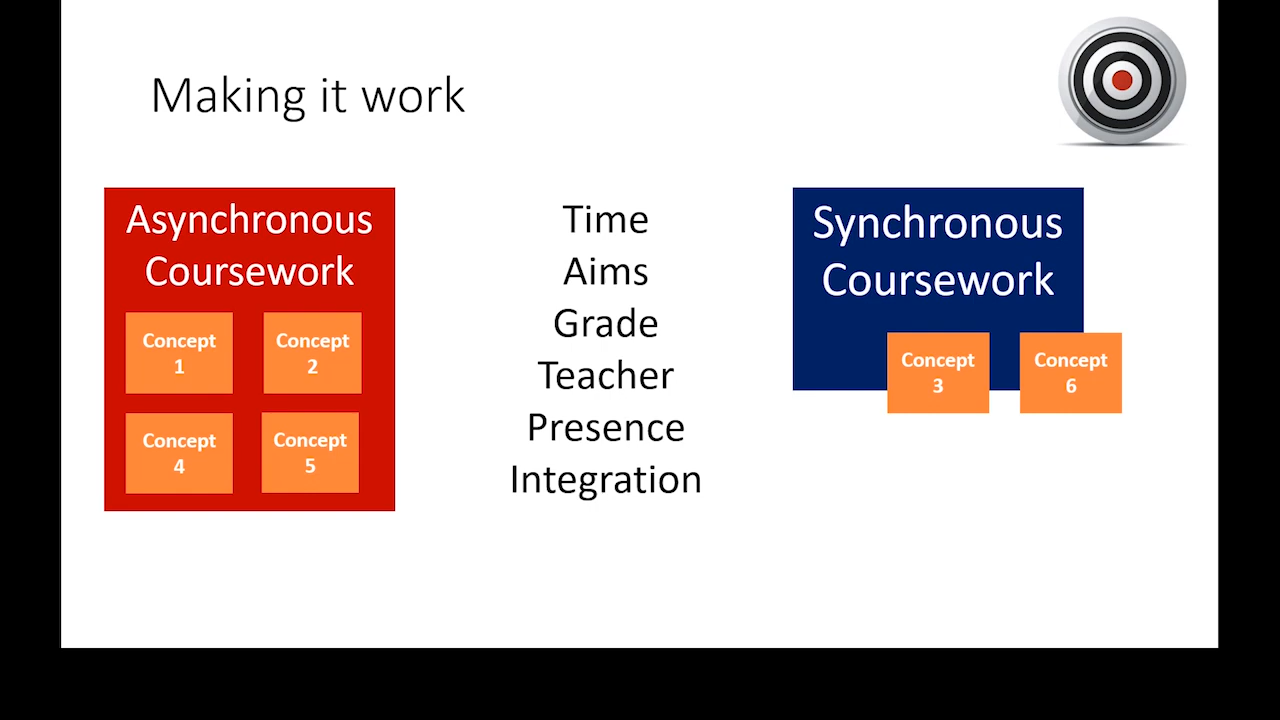 Making it work
Asynchronous
Coursework
Concept
1
Concept
2
Concept
4
Concept
5
Time
Aims
Grade
Teacher
Presence
Integration
Synchronous
Coursework
Concept
3
Concept
6